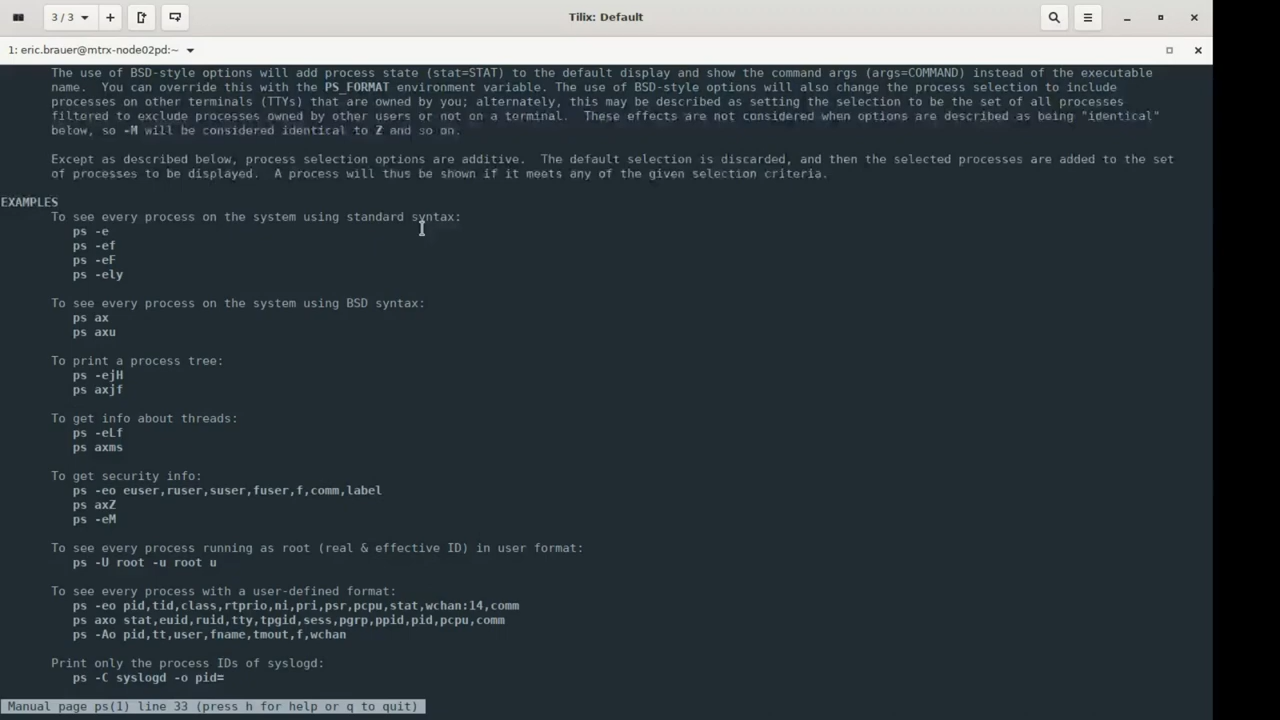 3 / 3
Tilix: Default
1: eric.brauer@mtrx-node02pd:~
The use of BSD-style options will add process state (stat=STAT) to the default display and show the command args (args=COMMAND) instead of the executable
name.  You can override this with the PS_FORMAT environment variable. The use of BSD-style options will also change the process selection to include
processes on other terminals (TTYs) that are owned by you; alternately, this may be described as setting the selection to be the set of all processes
filtered to exclude processes owned by other users or not on a terminal.  These effects are not considered when options are described as being "identical"
below, so -M will be considered identical to Z and so on.
Except as described below, process selection options are additive.  The default selection is discarded, and then the selected processes are added to the set
of processes to be displayed.  A process will thus be shown if it meets any of the given selection criteria.
EXAMPLES
To see every process on the system using standard syntax:
ps -e
ps -ef
ps -eF
ps -ely
To see every process on the system using BSD syntax:
ps ax
ps axu
To print a process tree:
ps -ejH
ps axjf
To get info about threads:
ps -eLf
ps axms
To get security info:
ps -eo euser,ruser,suser,fuser,f,comm,label
ps axZ
ps -eM
To see every process running as root (real & effective ID) in user format:
ps -U root -u root u
To see every process with a user-defined format:
ps -eo pid,tid,class,rtprio,ni,pri,psr,pcpu,stat,wchan:14,comm
ps axo stat,euid,ruid,tty,tpgid,sess,pgrp,ppid,pid,pcpu,comm
ps -Ao pid,tt,user,fname,tmout,f,wchan
Print only the process IDs of syslogd:
ps -C syslogd -o pid=
Manual page ps(1) line 33 (press h for help or q to quit)